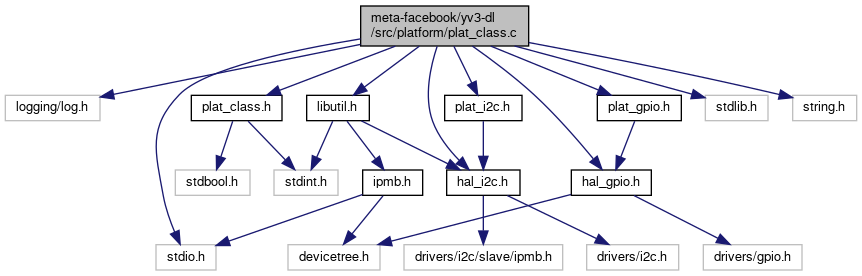 meta-facebook/yv3-dl
/src/platform/plat_class.c
logging/log.h
plat_class.h
libutil.h
plat_i2c.h
plat_gpio.h
stdlib.h
string.h
stdbool.h
stdint.h
ipmb.h
hal_i2c.h
hal_gpio.h
stdio.h
devicetree.h
drivers/i2c/slave/ipmb.h
drivers/i2c.h
drivers/gpio.h